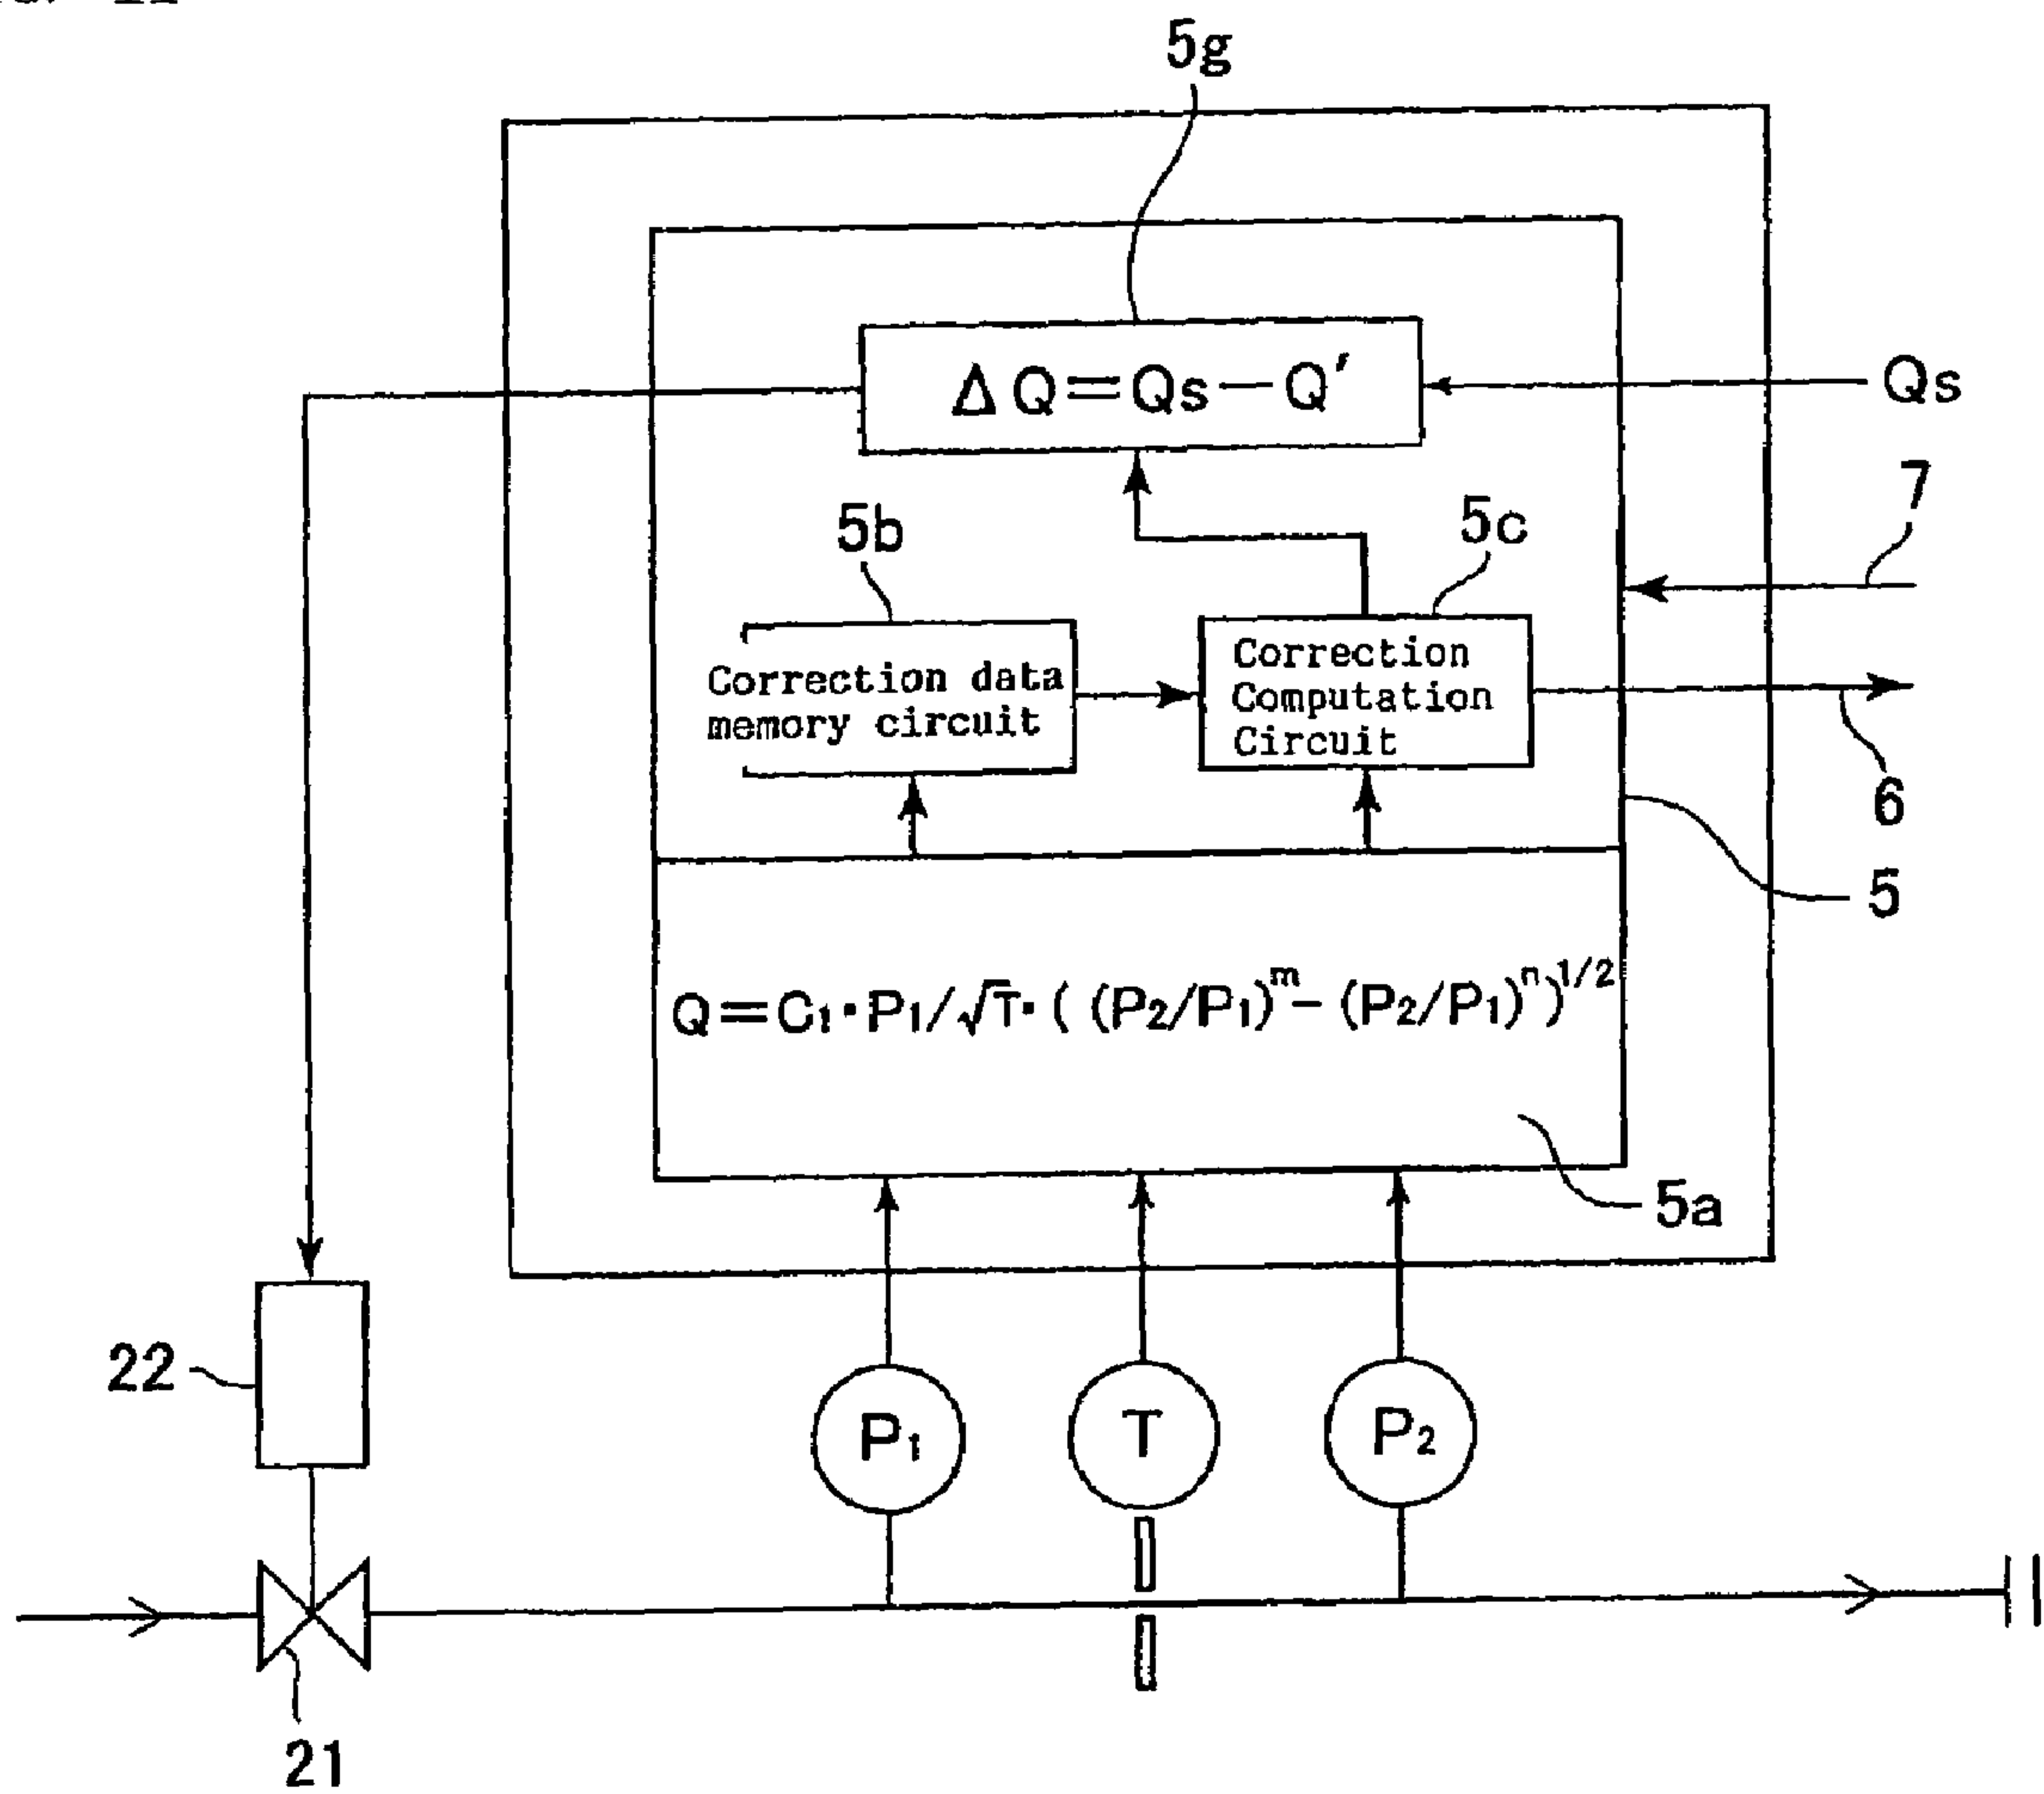 5g
ΔQ=Qs−Q′
Qs
7
5b
5c
Correction data
memory circuit
Correction
Computation
Circuit
6
5
Q=C1·P1/√T·((P2/P1)^m−(P2/P1)^n)^1/2
5a
22
P1
T
P2
21